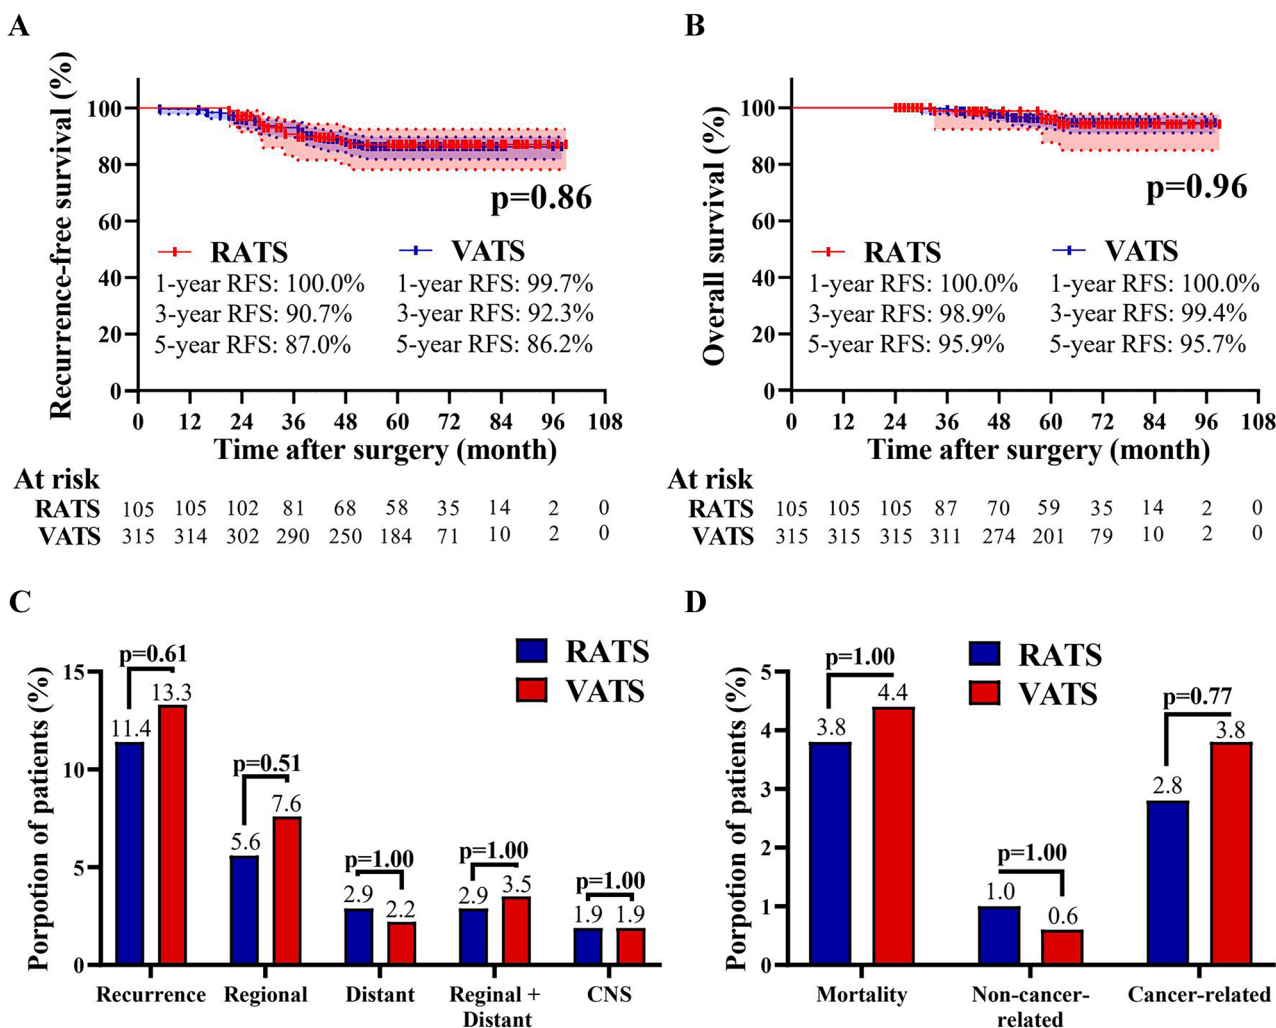 A
Recurrence-free survival (%)
100
80
60
40
20
0
p=0.86
RATS
1-year RFS: 100.0%
3-year RFS: 90.7%
5-year RFS: 87.0%
VATS
1-year RFS: 99.7%
3-year RFS: 92.3%
5-year RFS: 86.2%
0 12 24 36 48 60 72 84 96 108
Time after surgery (month)
At risk
RATS 105 105 102 81 68 58 35 14 2 0
VATS 315 314 302 290 250 184 71 10 2 0
B
Overall survival (%)
100
80
60
40
20
0
p=0.96
RATS
1-year RFS: 100.0%
3-year RFS: 98.9%
5-year RFS: 95.9%
VATS
1-year RFS: 100.0%
3-year RFS: 99.4%
5-year RFS: 95.7%
0 12 24 36 48 60 72 84 96 108
Time after surgery (month)
At risk
RATS 105 105 105 87 70 59 35 14 2 0
VATS 315 315 315 311 274 201 79 10 2 0
C
Porpotion of patients (%)
15
10
5
0
RATS
VATS
p=0.61
11.4 13.3
p=0.51
5.6 7.6
p=1.00
2.9 2.2
p=1.00
2.9 3.5
p=1.00
1.9 1.9
Recurrence
Regional
Distant
Reginal +
Distant
CNS
D
Porpotion of patients (%)
5
4
3
2
1
0
RATS
VATS
p=1.00
3.8 4.4
p=1.00
1.0 0.6
p=0.77
2.8 3.8
Mortality
Non-cancer-
related
Cancer-related